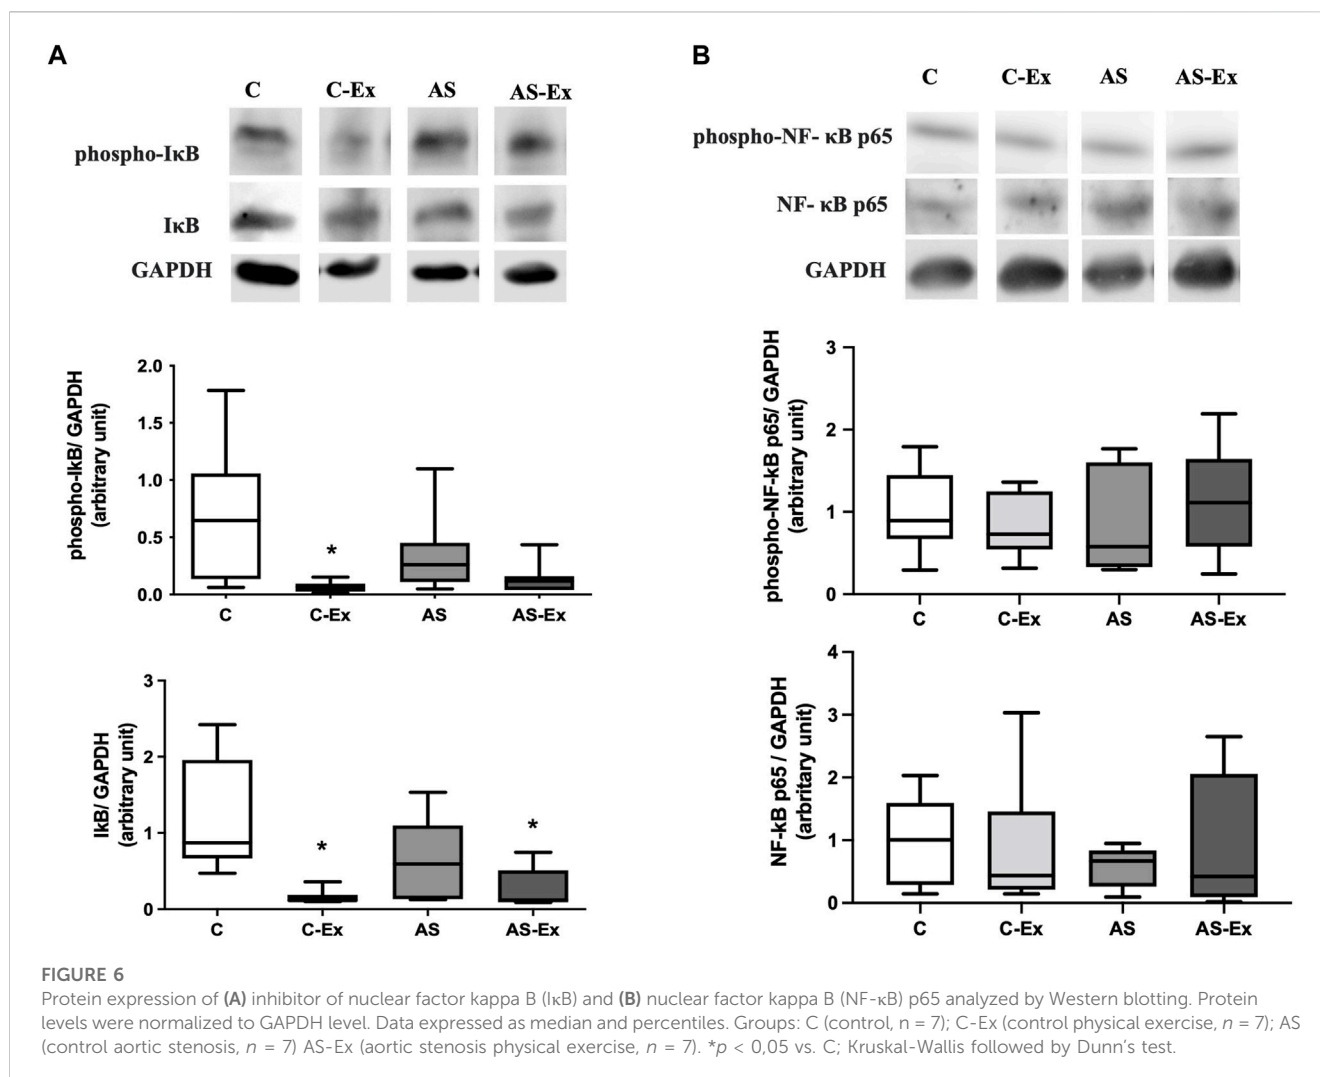 A
C C-Ex AS AS-Ex
phospho-IκB
IκB
GAPDH
phospho-IkB/ GAPDH
(arbitrary unit)
2.0
1.5
1.0
0.5
0.0
*
C C-Ex AS AS-Ex
IkB/ GAPDH
(arbitrary unit)
3
2
1
0
* *
C C-Ex AS AS-Ex
B
C C-Ex AS AS-Ex
phospho-NF- κB p65
NF- κB p65
GAPDH
phospho-NF-kB p65/ GAPDH
(arbitrary unit)
3
2
1
0
C C-Ex AS AS-Ex
NF-kB p65 / GAPDH
(arbritary unit)
4
3
2
1
0
C C-Ex AS AS-Ex
FIGURE 6
Protein expression of (A) inhibitor of nuclear factor kappa B (IκB) and (B) nuclear factor kappa B (NF-κB) p65 analyzed by Western blotting. Protein
levels were normalized to GAPDH level. Data expressed as median and percentiles. Groups: C (control, n = 7); C-Ex (control physical exercise, n = 7); AS
(control aortic stenosis, n = 7) AS-Ex (aortic stenosis physical exercise, n = 7). *p < 0,05 vs. C; Kruskal-Wallis followed by Dunn’s test.